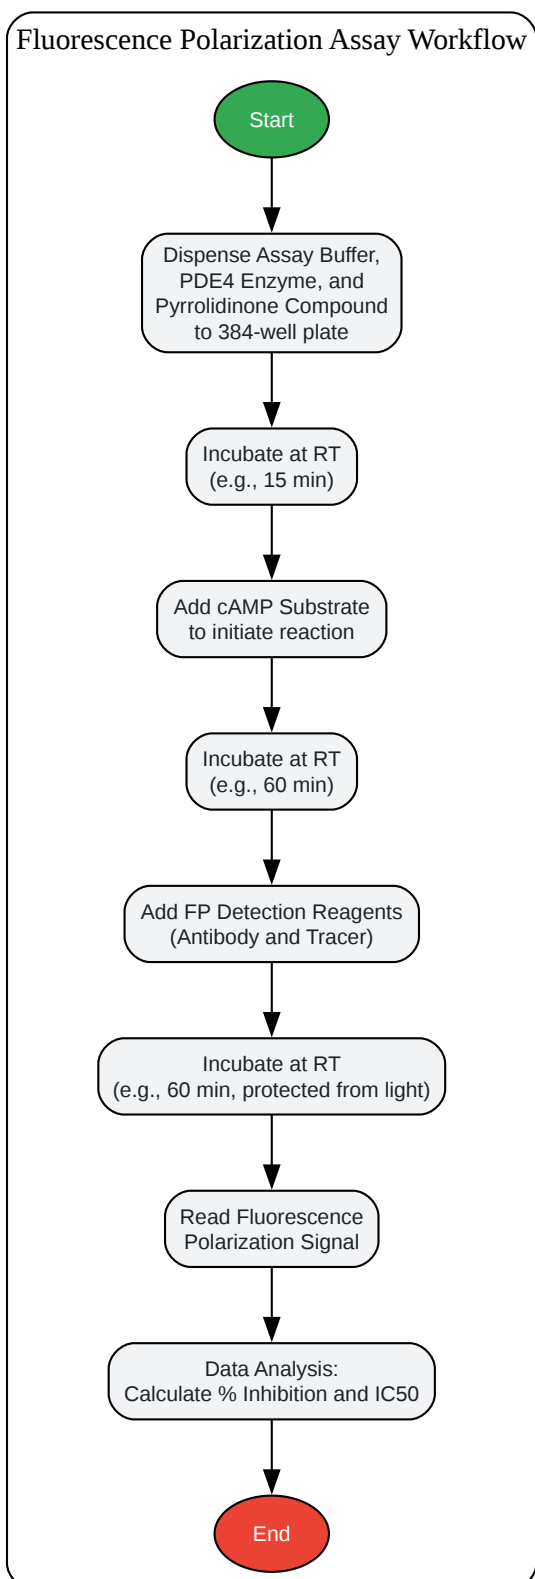 Fluorescence Polarization Assay Workflow
Start
Dispense Assay Buffer,
PDE4 Enzyme, and
Pyrrolidinone Compound
to 384-well plate
Incubate at RT
(e.g., 15 min)
Add cAMP Substrate
to initiate reaction
Incubate at RT
(e.g., 60 min)
Add FP Detection Reagents
(Antibody and Tracer)
Incubate at RT
(e.g., 60 min, protected from light)
Read Fluorescence
Polarization Signal
Data Analysis:
Calculate % Inhibition and IC50
End